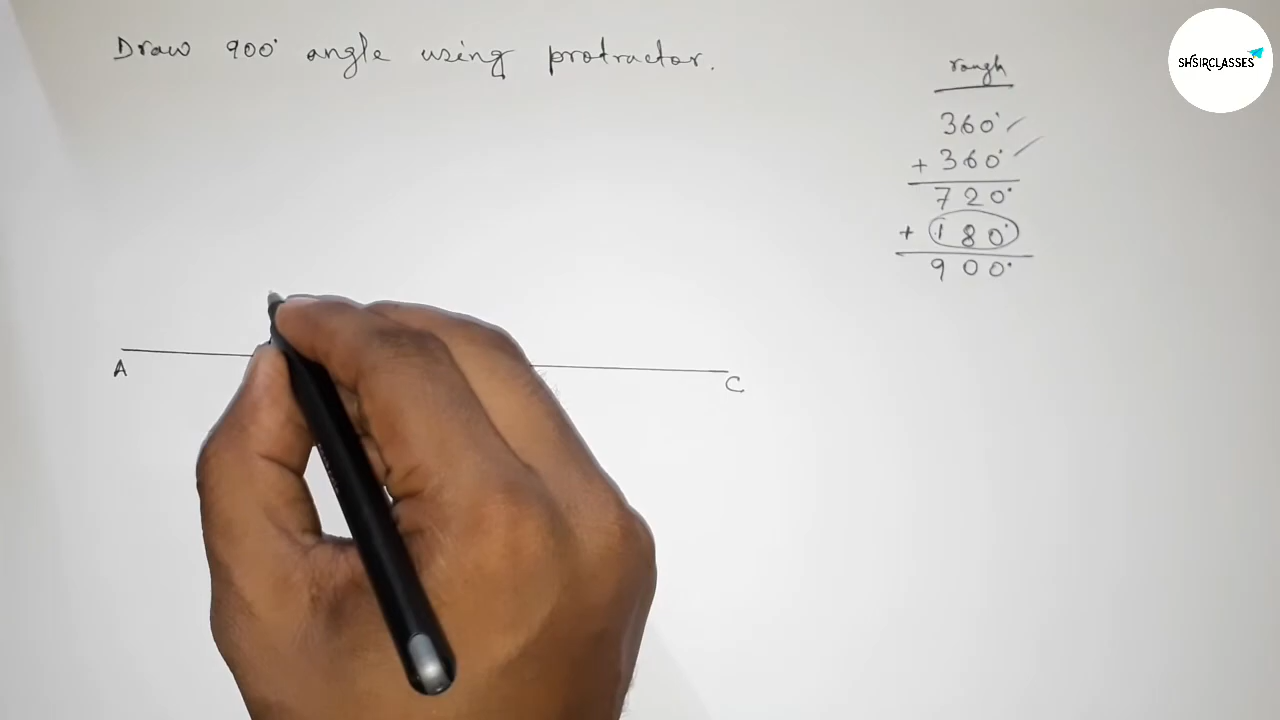 Draw 900° angle using protractor.
rough
360°
+ 360°
720°
+ 180°
900°
A
C
SHSIRCLASSES